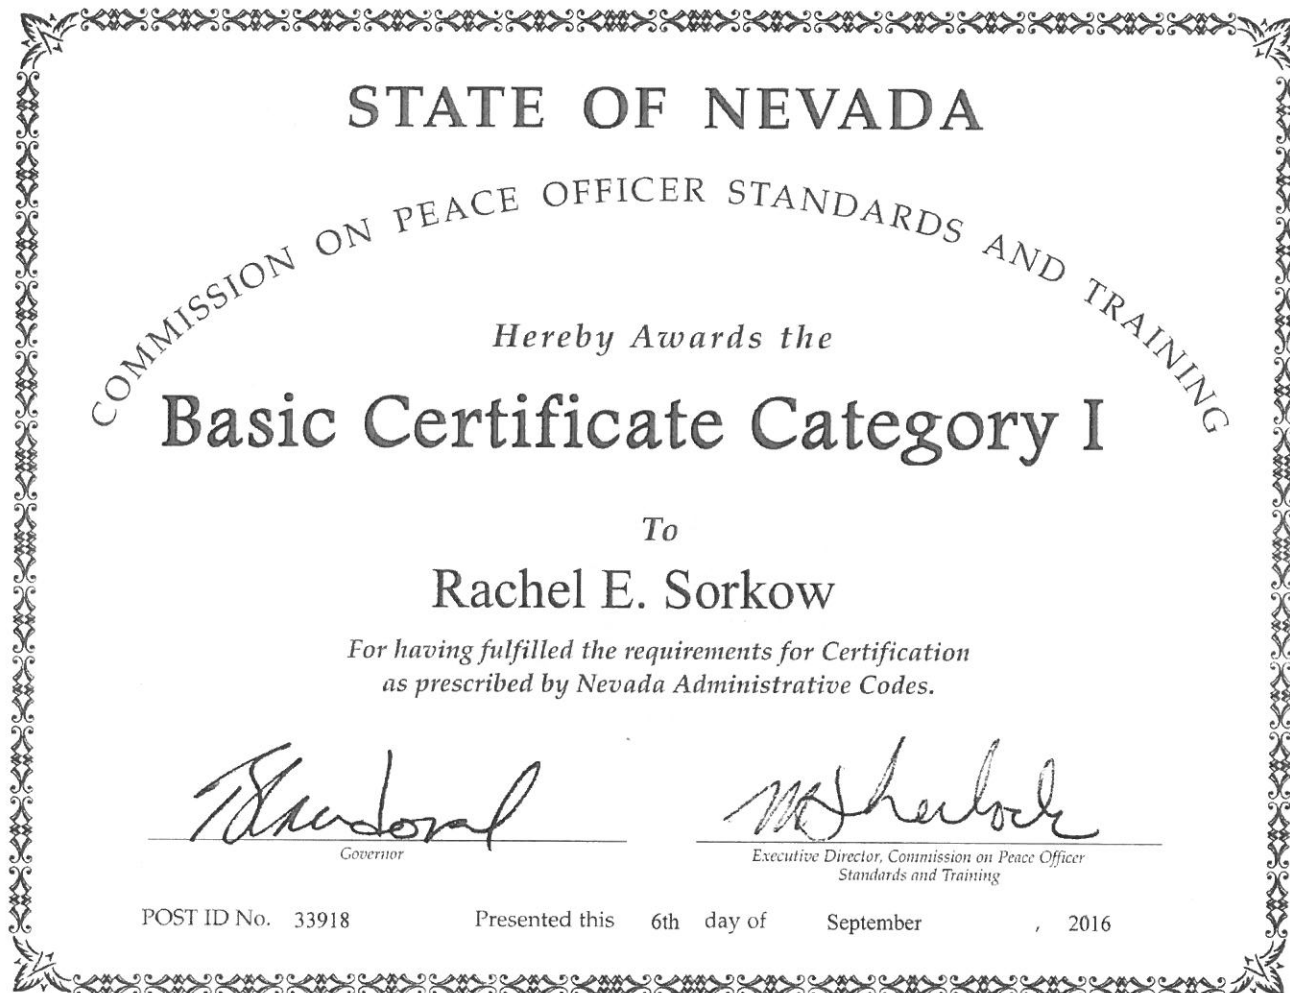 STATE OF NEVADA
COMMISSION ON PEACE OFFICER STANDARDS AND TRAINING
Hereby Awards the
Basic Certificate Category I
To
Rachel E. Sorkow
For having fulfilled the requirements for Certification
as prescribed by Nevada Administrative Codes.
Governor
Executive Director, Commission on Peace Officer
Standards and Training
POST ID No. 33918 Presented this 6th day of September , 2016